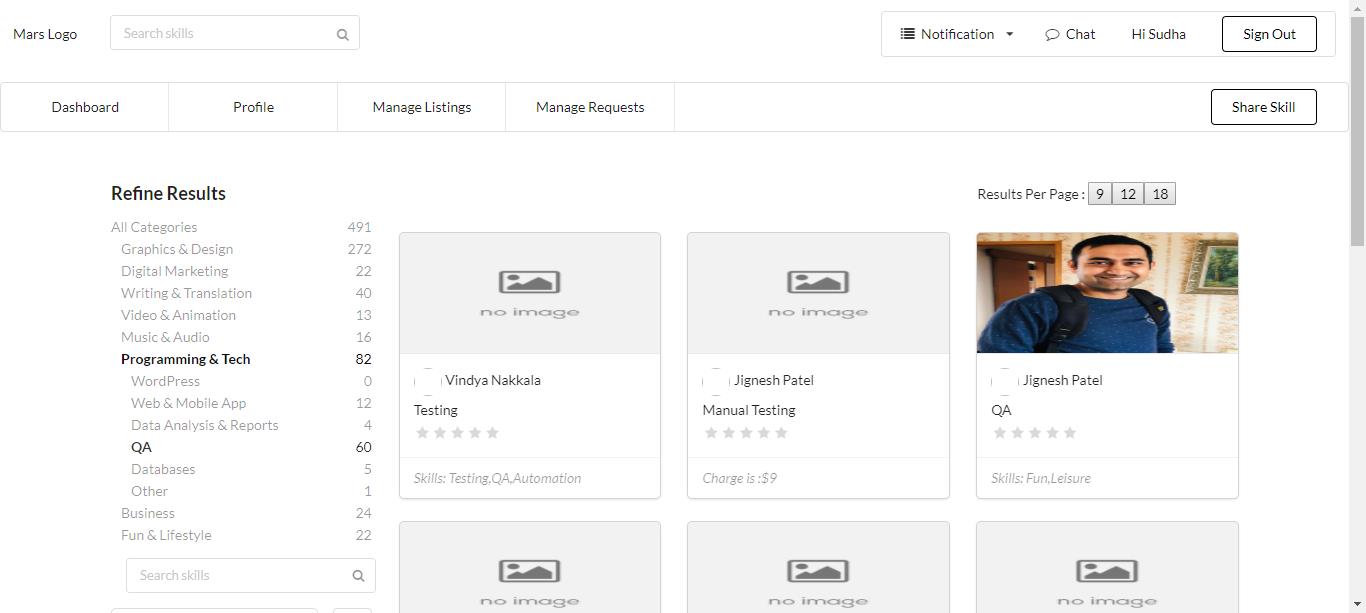 Mars Logo
Search skills
Notification
Chat
Hi Sudha
Sign Out
Dashboard
Profile
Manage Listings
Manage Requests
Share Skill
Refine Results
Results Per Page : 9 12 18
All Categories 491
Graphics & Design 272
Digital Marketing 22
Writing & Translation 40
Video & Animation 13
Music & Audio 16
Programming & Tech 82
WordPress 0
Web & Mobile App 12
Data Analysis & Reports 4
QA 60
Databases 5
Other 1
Business 24
Fun & Lifestyle 22
Search skills
no image
Vindya Nakkala
Testing
Skills: Testing,QA,Automation
no image
Jignesh Patel
Manual Testing
Charge is :$9
Jignesh Patel
QA
Skills: Fun,Leisure
no image
no image
no image